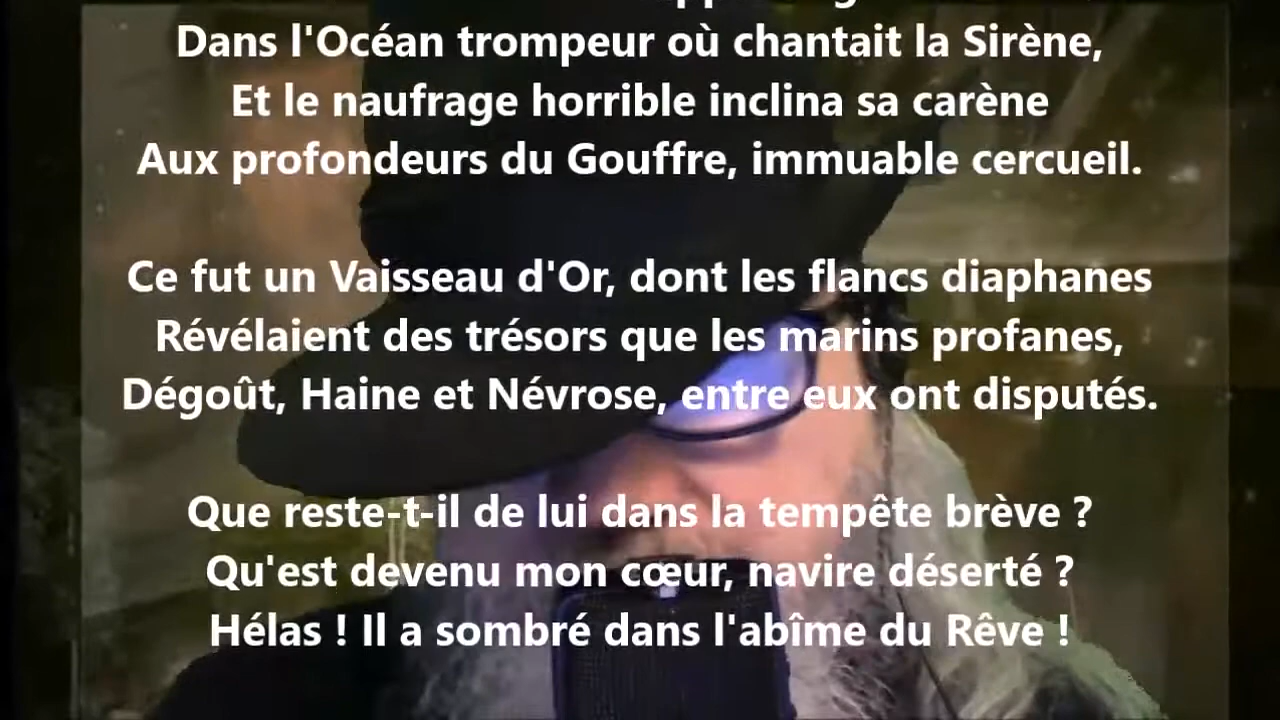 Dans l'Océan trompeur où chantait la Sirène,
Et le naufrage horrible inclina sa carène
Aux profondeurs du Gouffre, immuable cercueil.
Ce fut un Vaisseau d'Or, dont les flancs diaphanes
Révélaient des trésors que les marins profanes,
Dégoût, Haine et Névrose, entre eux ont disputés.
Que reste-t-il de lui dans la tempête brève ?
Qu'est devenu mon cœur, navire déserté ?
Hélas ! Il a sombré dans l'abîme du Rêve !